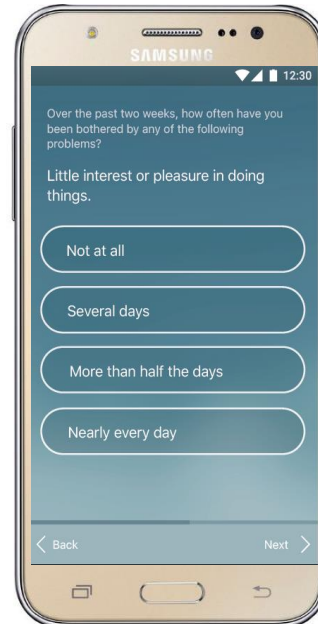 SAMSUNG
12:30
Over the past two weeks, how often have you
been bothered by any of the following
problems?
Little interest or pleasure in doing
things.
Not at all
Several days
More than half the days
Nearly every day
Back
Next